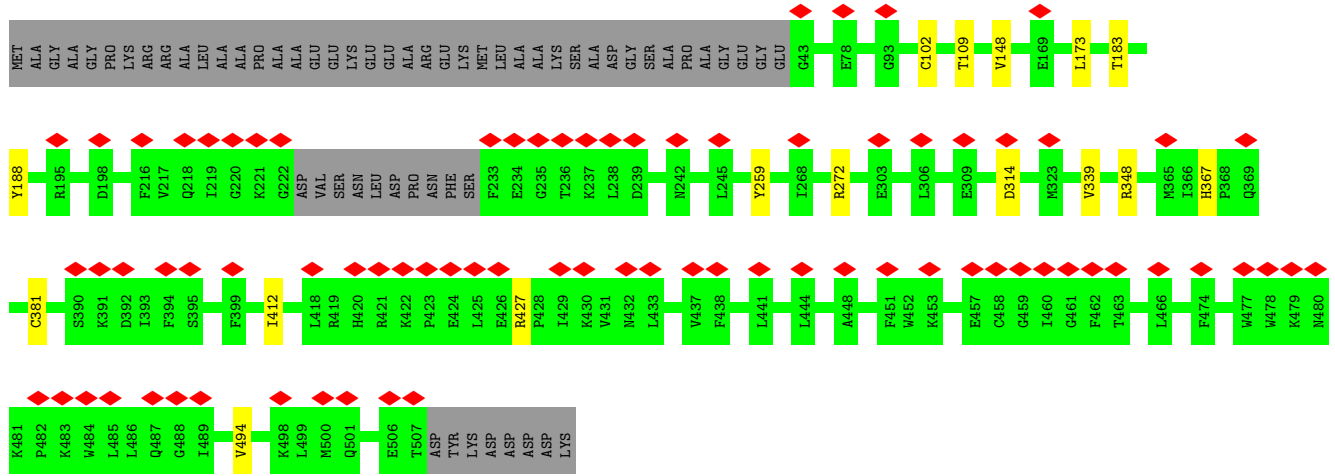 MET ALA GLY ALA GLY PRO LYS ARG ARG ALA LEU ALA ALA PRO ALA ALA GLU GLU LYS GLU GLU ALA ARG GLU LYS MET LEU ALA ALA LYS SER ALA ASP GLY SER ALA PRO ALA GLY GLU GLY GLU G43 E78 G93 C102 T109 V148 E169 L173 T183
Y188 R195 D198 F216 V217 Q218 I219 G220 K221 G222 ASP VAL SER ASN LEU ASP PRO ASN PHE SER F233 E234 G235 T236 K237 L238 D239 N242 L245 Y259 I268 R272 E303 L306 E309 D314 M323 V339 R348 M365 I366 H367 P368 Q369
C381 S390 K391 D392 I393 F394 S395 F399 I412 L418 R419 H420 R421 K422 P423 E424 L425 E426 R427 P428 I429 K430 V431 N432 L433 V437 F438 L441 L444 A448 F451 W452 K453 E457 C458 G459 I460 G461 F462 T463 L466 F474 W477 W478 K479 N480
K481 P482 K483 W484 L485 L486 Q487 G488 I489 V494 K498 L499 M500 Q501 E506 T507 ASP TYR LYS ASP ASP ASP ASP LYS